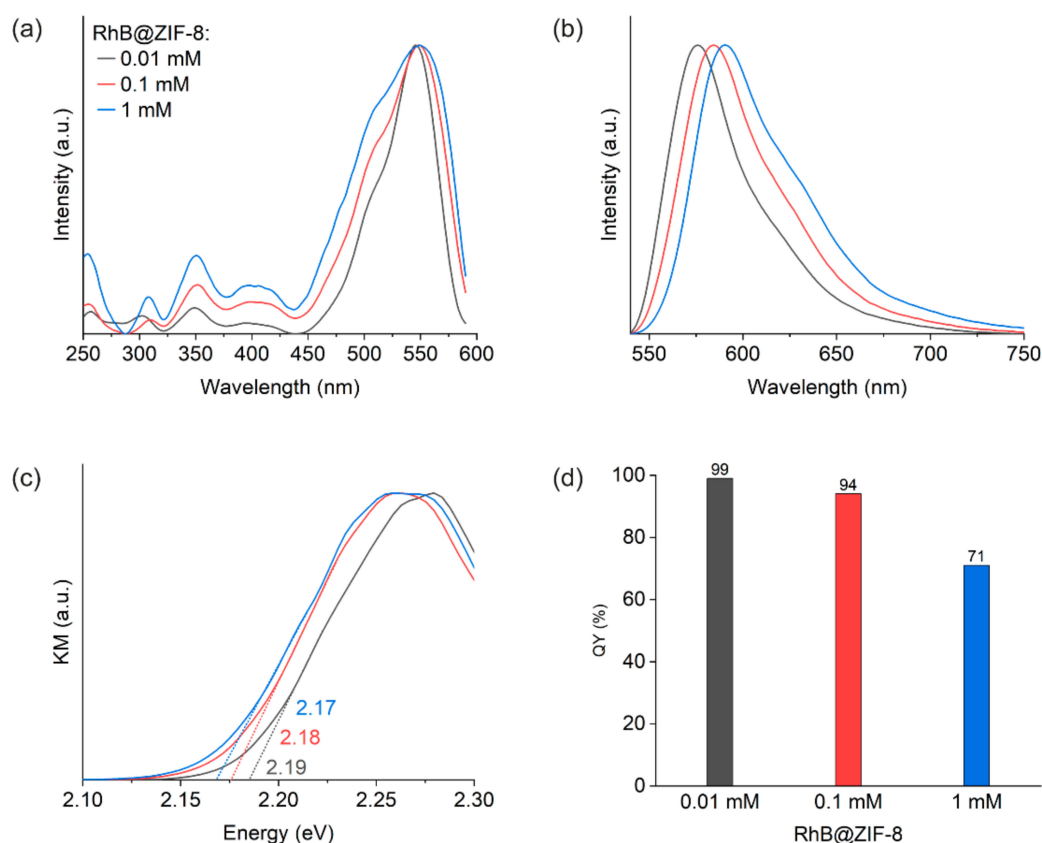 (a)
RhB@ZIF-8:
0.01 mM
0.1 mM
1 mM
Intensity (a.u.)
250 300 350 400 450 500 550 600
Wavelength (nm)
(b)
Intensity (a.u.)
550 600 650 700 750
Wavelength (nm)
(c)
KM (a.u.)
2.17
2.18
2.19
2.10 2.15 2.20 2.25 2.30
Energy (eV)
(d)
QY (%)
100
80
60
40
20
0
99
94
71
0.01 mM 0.1 mM 1 mM
RhB@ZIF-8